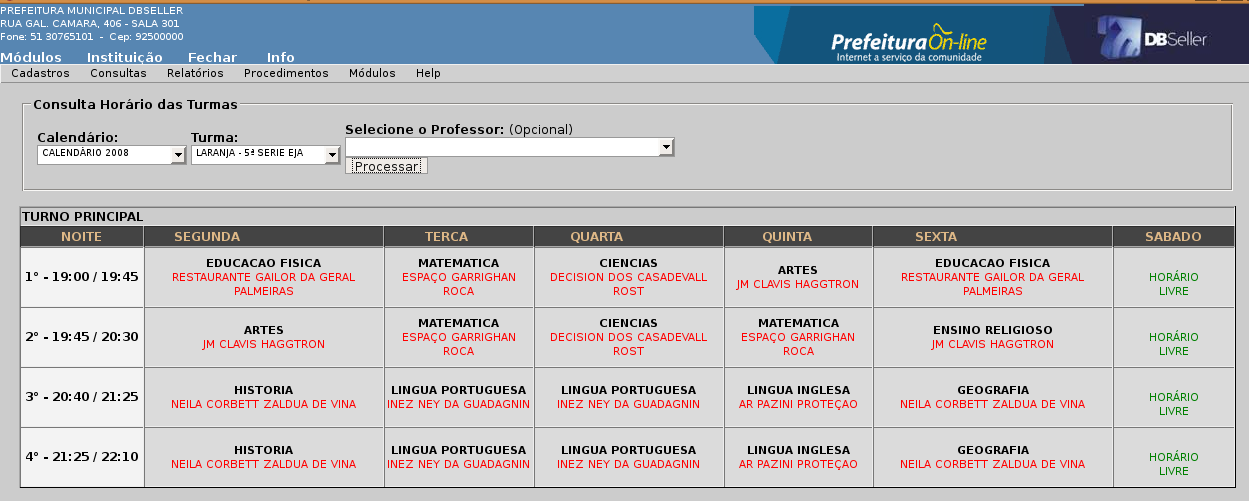 PREFEITURA MUNICIPAL DBSELLER
RUA GAL. CAMARA, 406 - SALA 301
Fone: 51 30765101 - Cep: 92500000
Prefeitura On-line
Internet a serviço da comunidade
DBSeller
Módulos Instituição Fechar Info
Cadastros Consultas Relatórios Procedimentos Módulos Help
Consulta Horário das Turmas
Calendário: Turma: Selecione o Professor: (Opcional)
CALENDÁRIO 2008 LARANJA - 5ª SERIE EJA
Processar
TURNO PRINCIPAL
NOITE SEGUNDA TERCA QUARTA QUINTA SEXTA SABADO
1° - 19:00 / 19:45
EDUCACAO FISICA
RESTAURANTE GAILOR DA GERAL
PALMEIRAS
MATEMATICA
ESPAÇO GARRIGHAN
ROCA
CIENCIAS
DECISION DOS CASADEVALL
ROST
ARTES
JM CLAVIS HAGGTRON
EDUCACAO FISICA
RESTAURANTE GAILOR DA GERAL
PALMEIRAS
HORÁRIO
LIVRE
2° - 19:45 / 20:30
ARTES
JM CLAVIS HAGGTRON
MATEMATICA
ESPAÇO GARRIGHAN
ROCA
CIENCIAS
DECISION DOS CASADEVALL
ROST
MATEMATICA
ESPAÇO GARRIGHAN
ROCA
ENSINO RELIGIOSO
JM CLAVIS HAGGTRON
HORÁRIO
LIVRE
3° - 20:40 / 21:25
HISTORIA
NEILA CORBETT ZALDUA DE VINA
LINGUA PORTUGUESA
INEZ NEY DA GUADAGNIN
LINGUA PORTUGUESA
INEZ NEY DA GUADAGNIN
LINGUA INGLESA
AR PAZINI PROTEÇAO
GEOGRAFIA
NEILA CORBETT ZALDUA DE VINA
HORÁRIO
LIVRE
4° - 21:25 / 22:10
HISTORIA
NEILA CORBETT ZALDUA DE VINA
LINGUA PORTUGUESA
INEZ NEY DA GUADAGNIN
LINGUA PORTUGUESA
INEZ NEY DA GUADAGNIN
LINGUA INGLESA
AR PAZINI PROTEÇAO
GEOGRAFIA
NEILA CORBETT ZALDUA DE VINA
HORÁRIO
LIVRE